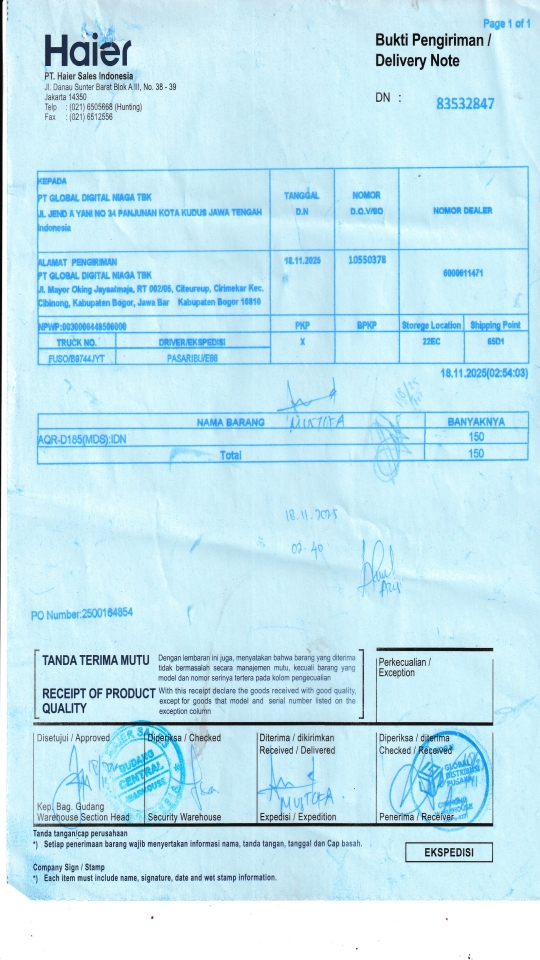 Page 1 of 1
Haier
Bukti Pengiriman /
Delivery Note
PT. Haier Sales Indonesia
Jl. Danau Sunter Barat Blok A III, No. 38 - 39
Jakarta 14350
Telp : (021) 6505668 (Hunting)
Fax : (021) 6512556
DN : 83532847
KEPADA
PT GLOBAL DIGITAL NIAGA TBK
JL JEND A YANI NO 34 PANJUNAN KOTA KUDUS JAWA TENGAH
Indonesia
TANGGAL
D.N
NOMOR
D.O.V/SO
NOMOR DEALER
ALAMAT PENGIRIMAN
PT GLOBAL DIGITAL NIAGA TBK
Jl. Mayor Oking Jayaatmaja, RT 002/05, Citeureup, Cirimekar Kec.
Cibinong, Kabupaten Bogor, Jawa Bar Kabupaten Bogor 16810
18.11.2025
10550378
6000011471
NPWP:0030006448506000
PKP
BPKP
Storege Location
Shipping Point
TRUCK NO.
DRIVER/EKSPEDISI
X
22EC
65D1
FUSO/B9744JYT
PASARIBU/E66
18.11.2025(02:54:03)
NAMA BARANG
BANYAKNYA
AQR-D185(MDS):IDN
150
Total
150
18.11.2025
02.40
PO Number:2500164854
TANDA TERIMA MUTU
Dengan lembaran ini juga, menyatakan bahwa barang yang diterima
tidak bermasalah secara manajemen mutu, kecuali barang yang
model dan nomor serinya tertera pada kolom pengecualian
RECEIPT OF PRODUCT
QUALITY
With this receipt declare the goods received with good quality,
except for goods that model and serial number listed on the
exception column
Perkecualian /
Exception
Disetujui / Approved
Diperiksa / Checked
Diterima / dikirimkan
Received / Delivered
Diperiksa / diterima
Checked / Received
GUDANG
CENTRAL
WARHOUSE
GLOBAL
DISTRIBUSI
PUSAKA
Kep. Bag. Gudang
Warehouse Section Head
Security Warehouse
Expedisi / Expedition
Penerima / Receiver
Tanda tangan/cap perusahaan
*) Setiap penerimaan barang wajib menyertakan informasi nama, tanda tangan, tanggal dan Cap basah.
EKSPEDISI
Company Sign / Stamp
*) Each item must include name, signature, date and wet stamp information.